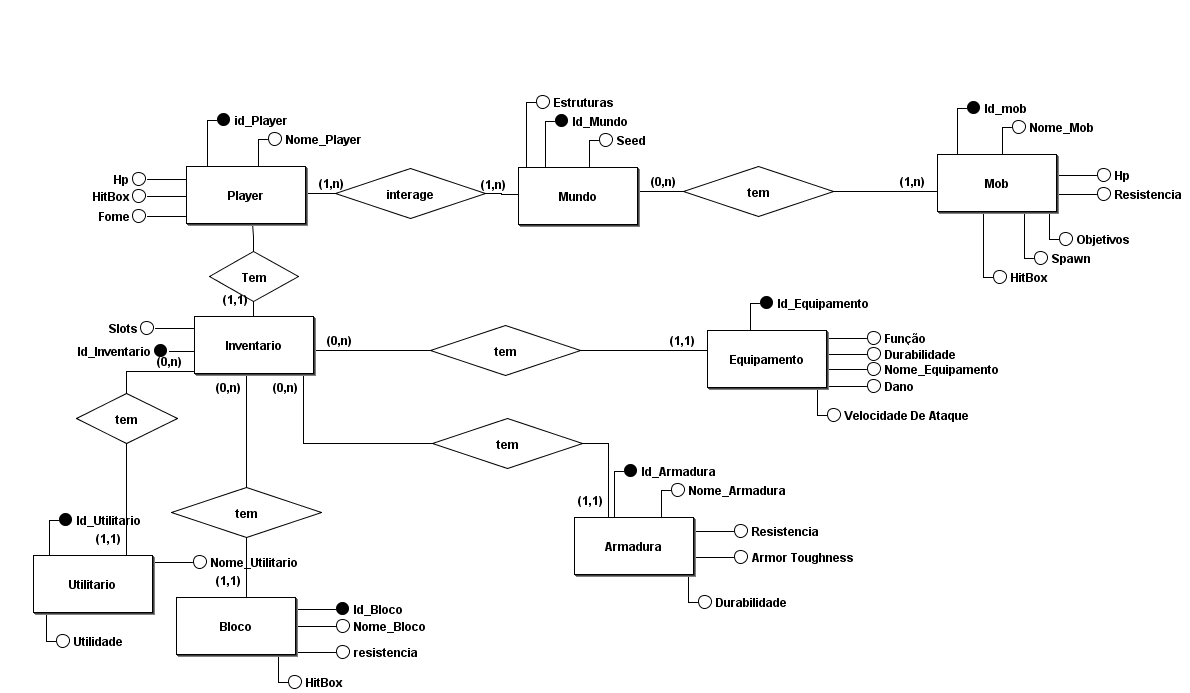 Estruturas
Id_mob
id_Player
Id_Mundo
Nome_Mob
Nome_Player
Seed
Hp
HitBox
Fome
Player
(1,n)
interage
(1,n)
Mundo
(0,n)
tem
(1,n)
Mob
Hp
Resistencia
Objetivos
Spawn
HitBox
Tem
(1,1)
Slots
Id_Inventario
Inventario
(0,n)
tem
(1,1)
Id_Equipamento
Equipamento
Função
Durabilidade
Nome_Equipamento
Dano
Velocidade De Ataque
(0,n)
(0,n)
(0,n)
tem
tem
Id_Armadura
Nome_Armadura
(1,1)
Armadura
Resistencia
Armor Toughness
Durabilidade
tem
Id_Utilitario
(1,1)
Utilitario
Nome_Utilitario
Utilidade
(1,1)
Bloco
Id_Bloco
Nome_Bloco
resistencia
HitBox